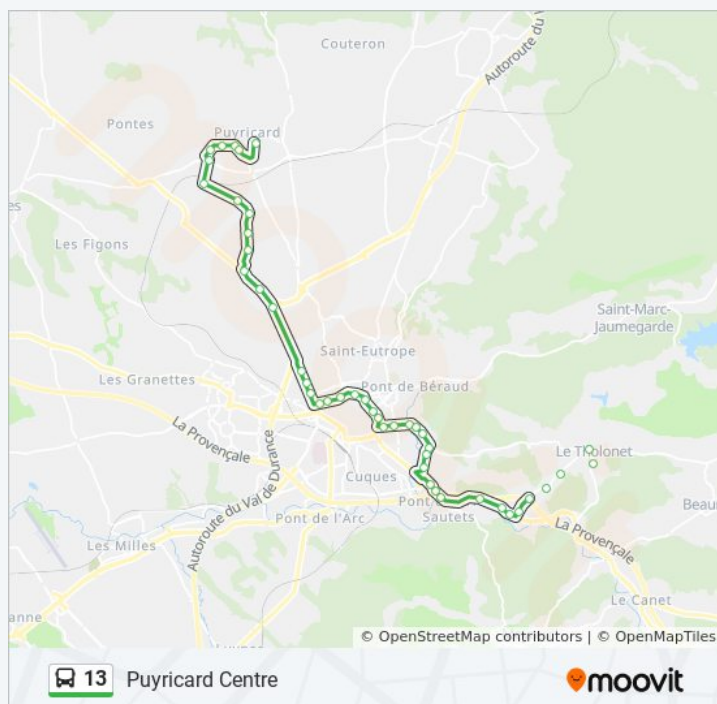 Couteron
Autoroute du V
Pontes
Puyricard
es
Les Figons
Saint-Marc-
Jaumegarde
Saint-Eutrope
Les Granettes
Pont de Béraud
La Provençale
Autoroute du Val de Durance
Le Tholonet
Cuques
Pont
Sautets
Beau
Pont de l'Arc
Les Milles
La Provençale
Le Canet
anne
© OpenStreetMap contributors | © OpenMapTiles
13 Puyricard Centre
moovit